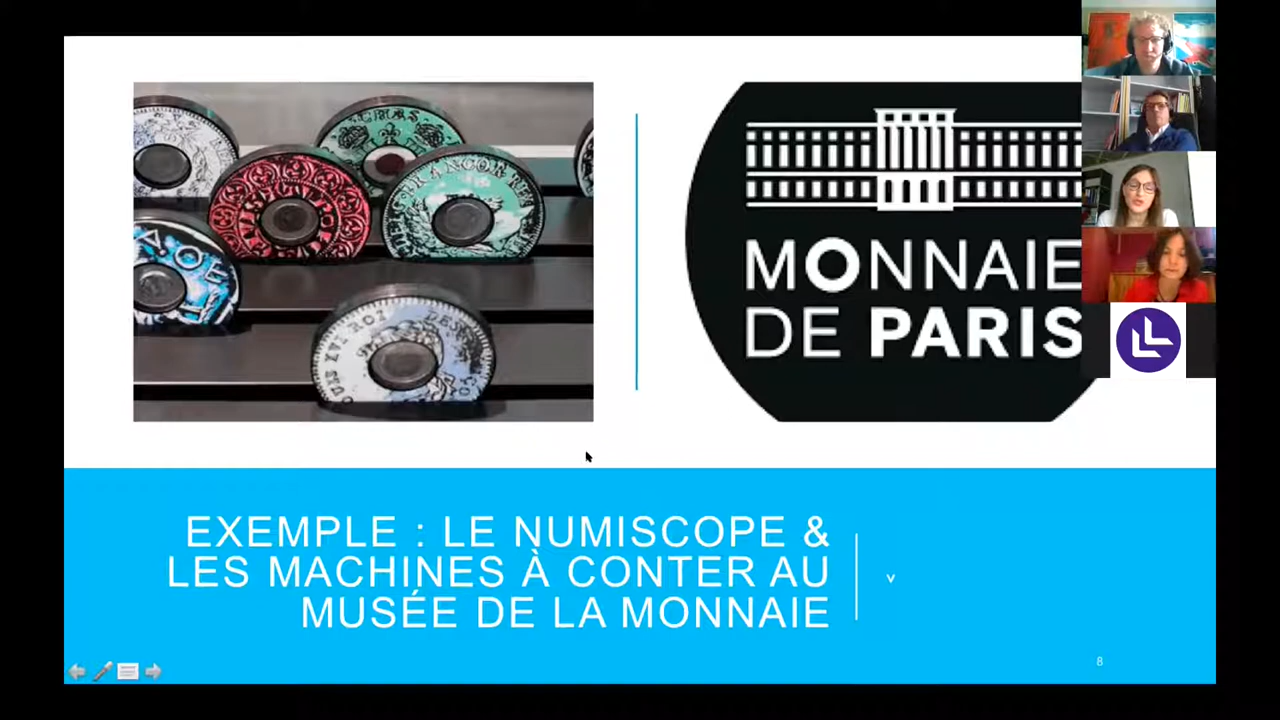 MONNAIE
DE PARIS
EXEMPLE : LE NUMISCOPE &
LES MACHINES À CONTER AU
MUSÉE DE LA MONNAIE
v
8